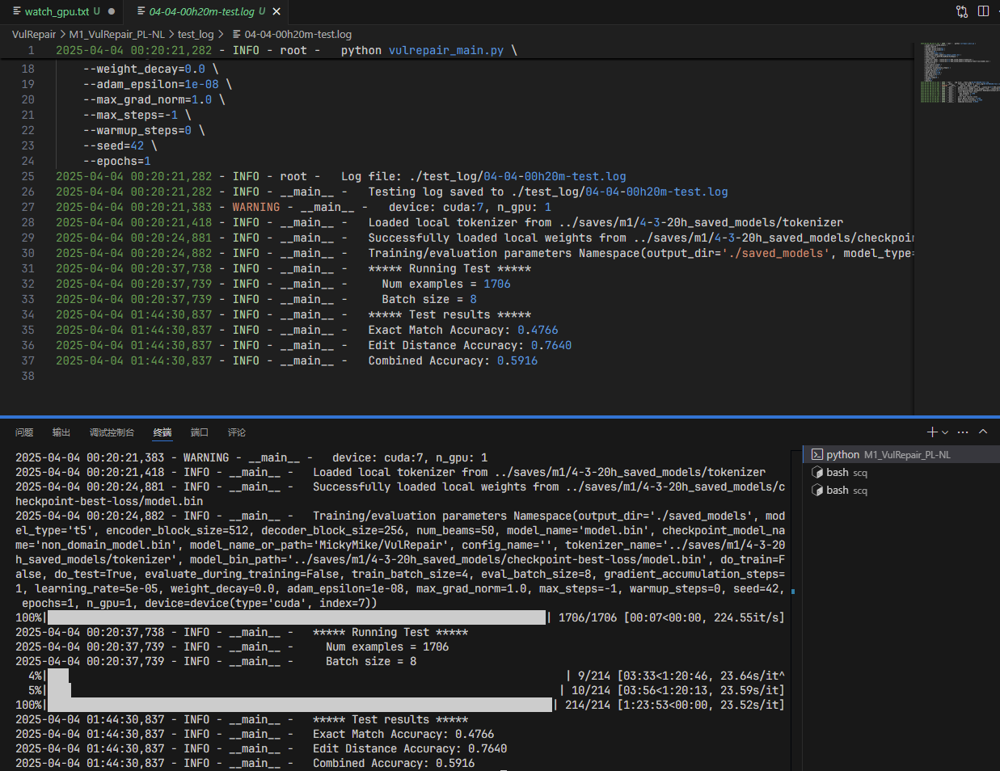 watch_gpu.txt U ●
04-04-00h20m-test.log U ×
VulRepair > M1_VulRepair_PL-NL > test_log > 04-04-00h20m-test.log
1 2025-04-04 00:20:21,282 - INFO - root -   python vulrepair_main.py \
18     --weight_decay=0.0 \
19     --adam_epsilon=1e-08 \
20     --max_grad_norm=1.0 \
21     --max_steps=-1 \
22     --warmup_steps=0 \
23     --seed=42 \
24     --epochs=1
25 2025-04-04 00:20:21,282 - INFO - root -   Log file: ./test_log/04-04-00h20m-test.log
26 2025-04-04 00:20:21,282 - INFO - __main__ -   Testing log saved to ./test_log/04-04-00h20m-test.log
27 2025-04-04 00:20:21,383 - WARNING - __main__ -   device: cuda:7, n_gpu: 1
28 2025-04-04 00:20:21,418 - INFO - __main__ -   Loaded local tokenizer from ../saves/m1/4-3-20h_saved_models/tokenizer
29 2025-04-04 00:20:24,881 - INFO - __main__ -   Successfully loaded local weights from ../saves/m1/4-3-20h_saved_models/checkpoin
30 2025-04-04 00:20:24,882 - INFO - __main__ -   Training/evaluation parameters Namespace(output_dir='./saved_models', model_type=
31 2025-04-04 00:20:37,738 - INFO - __main__ -   ***** Running Test *****
32 2025-04-04 00:20:37,739 - INFO - __main__ -     Num examples = 1706
33 2025-04-04 00:20:37,739 - INFO - __main__ -     Batch size = 8
34 2025-04-04 01:44:30,837 - INFO - __main__ -   ***** Test results *****
35 2025-04-04 01:44:30,837 - INFO - __main__ -   Exact Match Accuracy: 0.4766
36 2025-04-04 01:44:30,837 - INFO - __main__ -   Edit Distance Accuracy: 0.7640
37 2025-04-04 01:44:30,837 - INFO - __main__ -   Combined Accuracy: 0.5916
38
问题 输出 调试控制台 终端 端口 评论
2025-04-04 00:20:21,383 - WARNING - __main__ -   device: cuda:7, n_gpu: 1
2025-04-04 00:20:21,418 - INFO - __main__ -   Loaded local tokenizer from ../saves/m1/4-3-20h_saved_models/tokenizer
2025-04-04 00:20:24,881 - INFO - __main__ -   Successfully loaded local weights from ../saves/m1/4-3-20h_saved_models/c
heckpoint-best-loss/model.bin
2025-04-04 00:20:24,882 - INFO - __main__ -   Training/evaluation parameters Namespace(output_dir='./saved_models', mod
el_type='t5', encoder_block_size=512, decoder_block_size=256, num_beams=50, model_name='model.bin', checkpoint_model_na
me='non_domain_model.bin', model_name_or_path='MickyMike/VulRepair', config_name='', tokenizer_name='../saves/m1/4-3-20
h_saved_models/tokenizer', model_bin_path='../saves/m1/4-3-20h_saved_models/checkpoint-best-loss/model.bin', do_train=F
alse, do_test=True, evaluate_during_training=False, train_batch_size=4, eval_batch_size=8, gradient_accumulation_steps=
1, learning_rate=5e-05, weight_decay=0.0, adam_epsilon=1e-08, max_grad_norm=1.0, max_steps=-1, warmup_steps=0, seed=42,
 epochs=1, n_gpu=1, device=device(type='cuda', index=7))
100%| | 1706/1706 [00:07<00:00, 224.55it/s]
2025-04-04 00:20:37,738 - INFO - __main__ -   ***** Running Test *****
2025-04-04 00:20:37,739 - INFO - __main__ -     Num examples = 1706
2025-04-04 00:20:37,739 - INFO - __main__ -     Batch size = 8
4%| | 9/214 [03:33<1:20:46, 23.64s/it^
5%| | 10/214 [03:56<1:20:13, 23.59s/it]
100%| | 214/214 [1:23:53<00:00, 23.52s/it]
2025-04-04 01:44:30,837 - INFO - __main__ -   ***** Test results *****
2025-04-04 01:44:30,837 - INFO - __main__ -   Exact Match Accuracy: 0.4766
2025-04-04 01:44:30,837 - INFO - __main__ -   Edit Distance Accuracy: 0.7640
2025-04-04 01:44:30,837 - INFO - __main__ -   Combined Accuracy: 0.5916
python M1_VulRepair_PL-NL
bash scq
bash scq